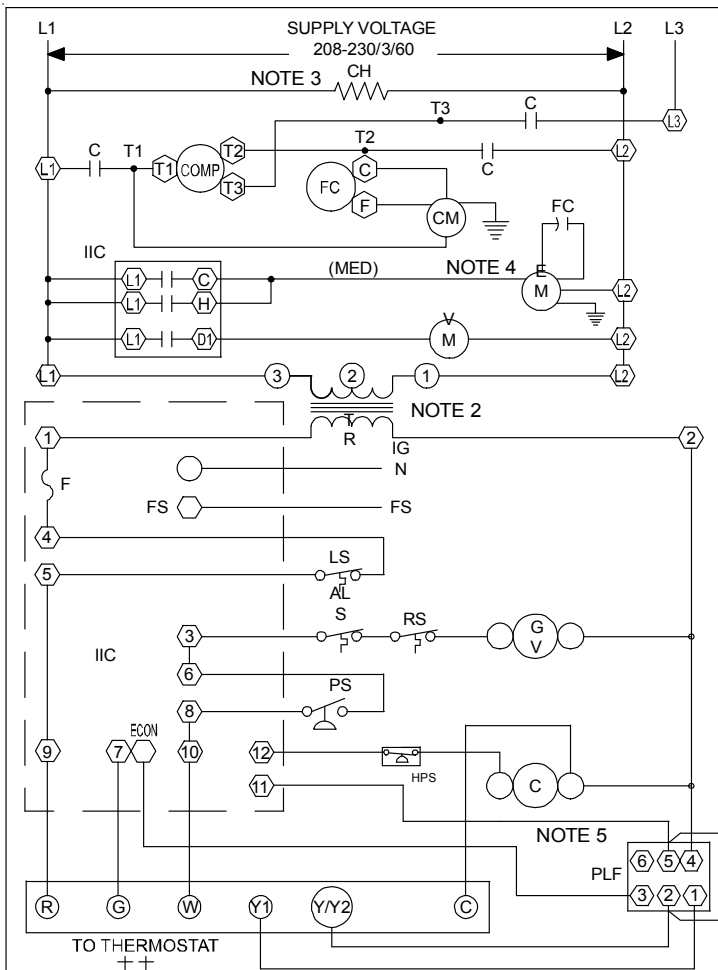 L1 SUPPLY VOLTAGE L2 L3
208-230/3/60
NOTE 3 CH
T3 C
L3
C T1 T1 COMP T2 T2 L2
L1 T3 FC C C
F CM FC
IIC
L1 C (MED) NOTE 4 E
L1 H M L2
V
L1 D1 M L2
L1 3 2 1 L2
NOTE 2
T
1 R IG 2
N
F
FS FS
4
LS
5
AL
S RS G
3 V
IIC
6 PS
8
ECON
9 7 10 12 HPS C
11
NOTE 5
6 5 4
PLF
3 2 1
R G W Y1 Y/Y2 C
TO THERMOSTAT
++